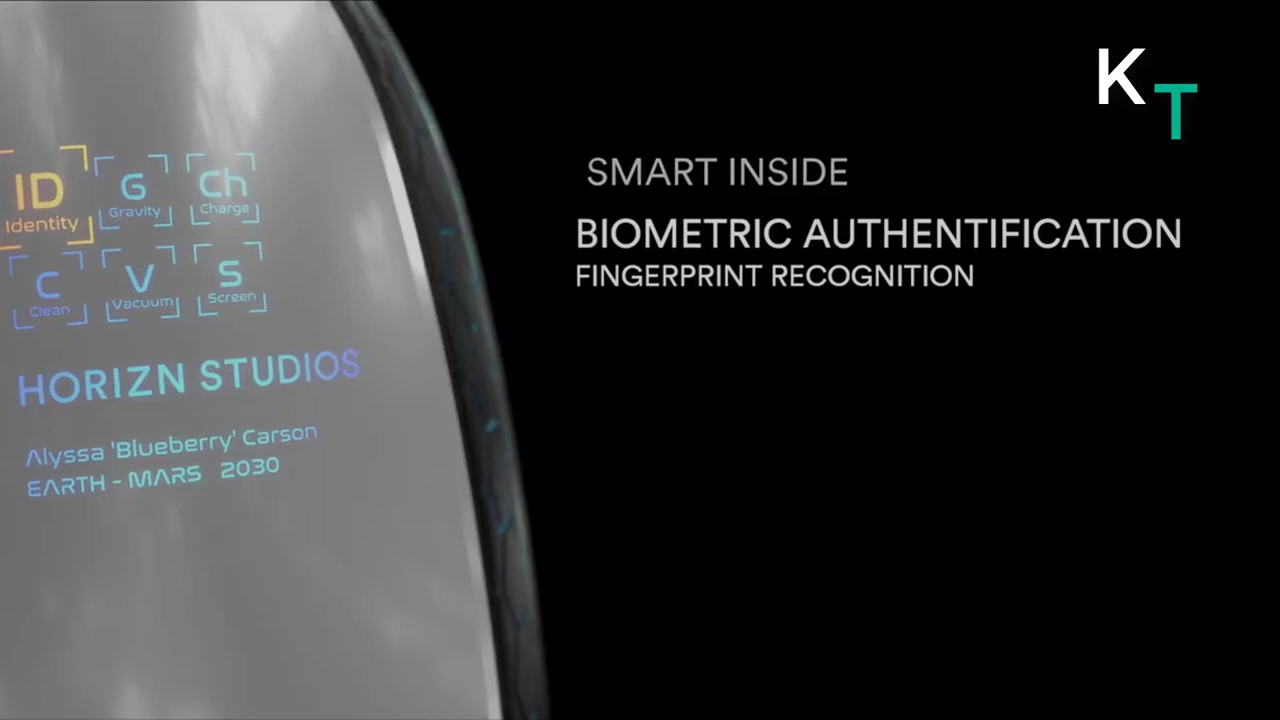 K
T
SMART INSIDE
BIOMETRIC AUTHENTIFICATION
FINGERPRINT RECOGNITION
ID
Identity
G
Gravity
Ch
Charge
C
Clean
V
Vacuum
S
Screen
HORIZN STUDIOS
Alyssa 'Blueberry' Carson
EARTH - MARS 2030